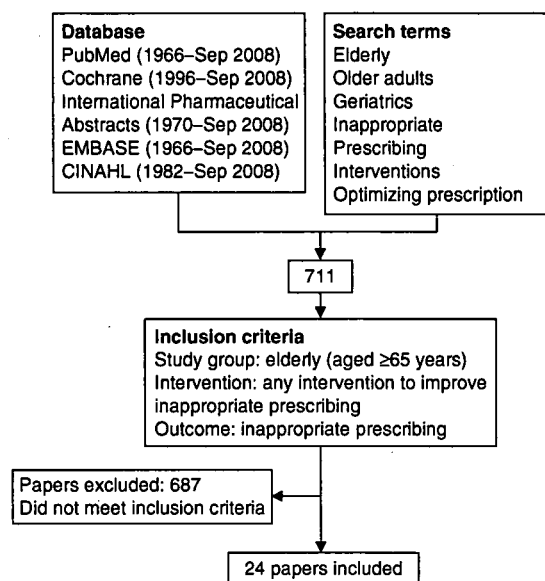 Database
PubMed (1966–Sep 2008)
Cochrane (1996–Sep 2008)
International Pharmaceutical
Abstracts (1970–Sep 2008)
EMBASE (1966–Sep 2008)
CINAHL (1982–Sep 2008)
Search terms
Elderly
Older adults
Geriatrics
Inappropriate
Prescribing
Interventions
Optimizing prescription
711
Inclusion criteria
Study group: elderly (aged ≥65 years)
Intervention: any intervention to improve
inappropriate prescribing
Outcome: inappropriate prescribing
Papers excluded: 687
Did not meet inclusion criteria
24 papers included